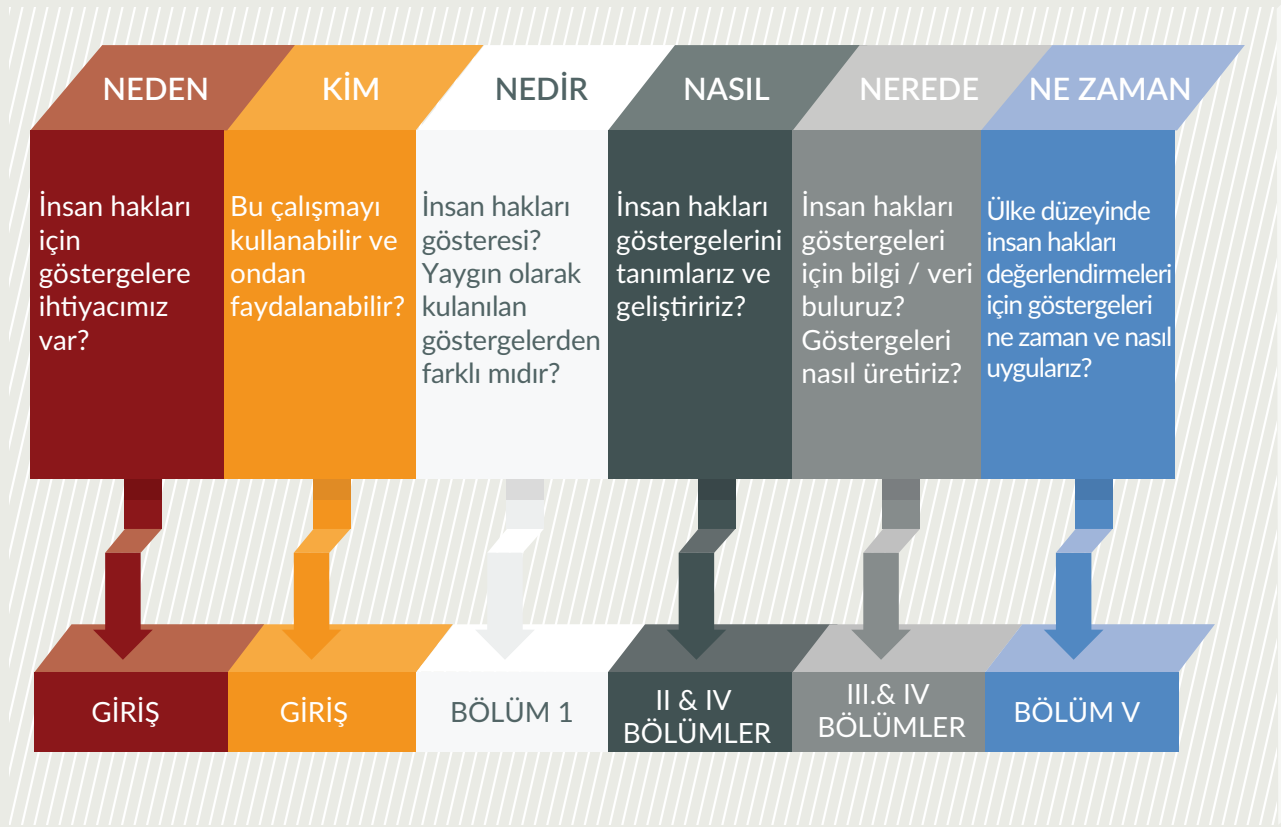 NEDEN
KİM
NEDİR
NASIL
NEREDE
NE ZAMAN
İnsan hakları
için
göstergelere
ihtiyacımız
var?
Bu çalışmayı
kullanabilir ve
ondan
faydalanabilir?
İnsan hakları
gösteresi?
Yaygın olarak
kulanılan
göstergelerden
farklı mıdır?
İnsan hakları
göstergelerini
tanımlarız ve
geliştiririz?
İnsan hakları
göstergeleri
için bilgi / veri
buluruz?
Göstergeleri
nasıl üretiriz?
Ülke düzeyinde
insan hakları
değerlendirmeleri
için göstergeleri
ne zaman ve nasıl
uygularız?
GİRİŞ
GİRİŞ
BÖLÜM 1
II & IV
BÖLÜMLER
III.& IV
BÖLÜMLER
BÖLÜM V